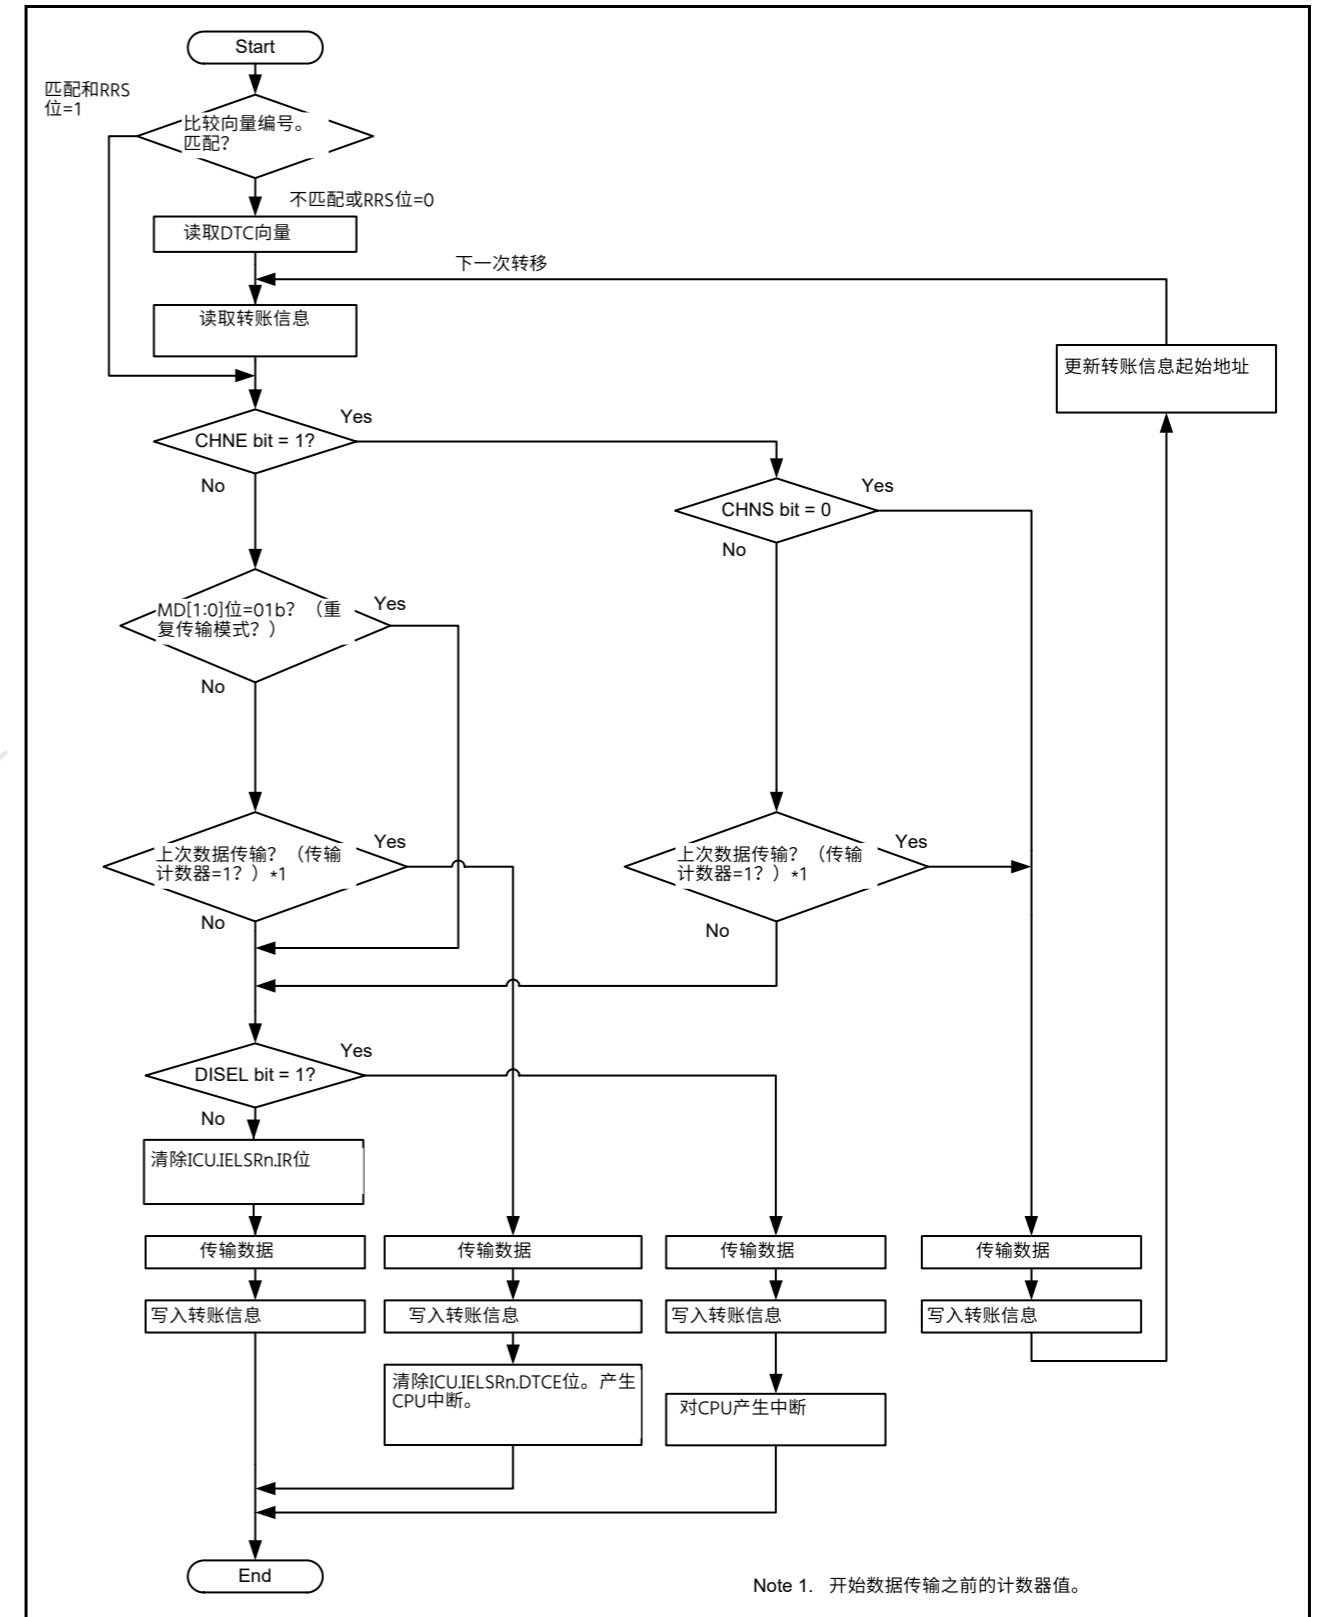 Start
匹配和RRS
位=1
比较向量编号。
匹配？
不匹配或RRS位=0
读取DTC向量
下一次转移
读取转账信息
更新转账信息起始地址
Yes
CHNE bit = 1?
No
Yes
CHNS bit = 0
No
MD[1:0]位=01b？（重
复传输模式？）
Yes
No
上次数据传输？（传输
计数器=1？）*1
Yes
No
上次数据传输？（传输
计数器=1？）*1
Yes
No
Yes
DISEL bit = 1?
No
清除ICU.IELSRn.IR位
传输数据
传输数据
传输数据
传输数据
写入转账信息
写入转账信息
写入转账信息
写入转账信息
清除ICU.IELSRn.DTCE位。产生
CPU中断。
对CPU产生中断
End
Note 1. 开始数据传输之前的计数器值。